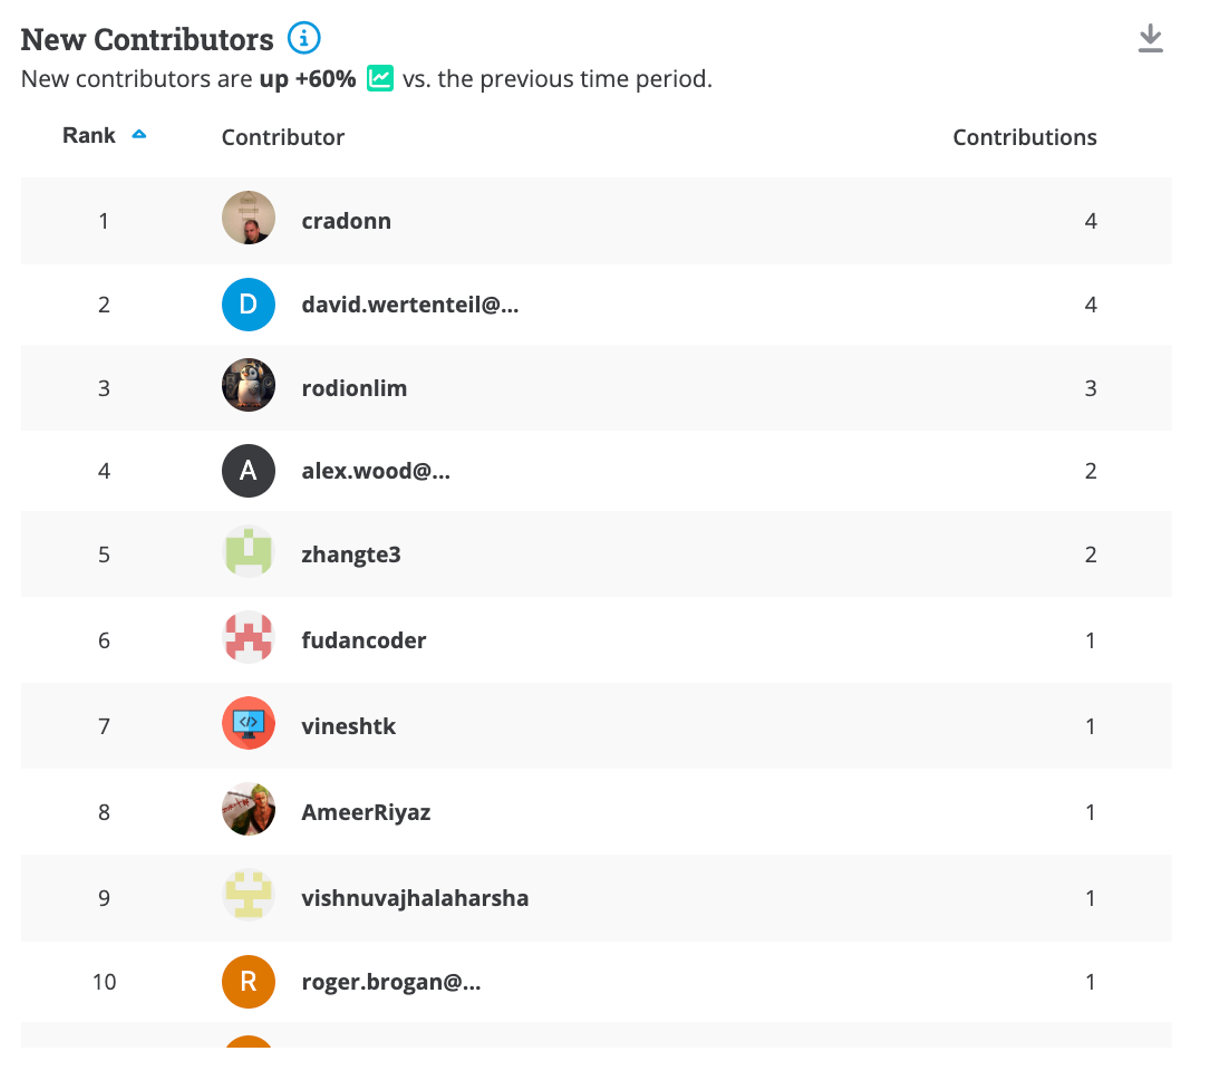 New Contributors
New contributors are up +60% vs. the previous time period.
Rank Contributor Contributions
1 cradonn 4
2 D david.wertenteil@... 4
3 rodionlim 3
4 A alex.wood@... 2
5 zhangte3 2
6 fudancoder 1
7 </> vineshtk 1
8 AmeerRiyaz 1
9 vishnuvajhalaharsha 1
10 R roger.brogan@... 1